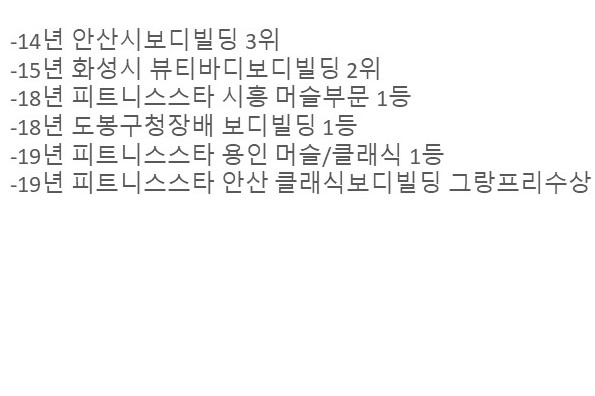 -14년 안산시보디빌딩 3위
-15년 화성시 뷰티바디보디빌딩 2위
-18년 피트니스스타 시흥 머슬부문 1등
-18년 도봉구청장배 보디빌딩 1등
-19년 피트니스스타 용인 머슬/클래식 1등
-19년 피트니스스타 안산 클래식보디빌딩 그랑프리수상